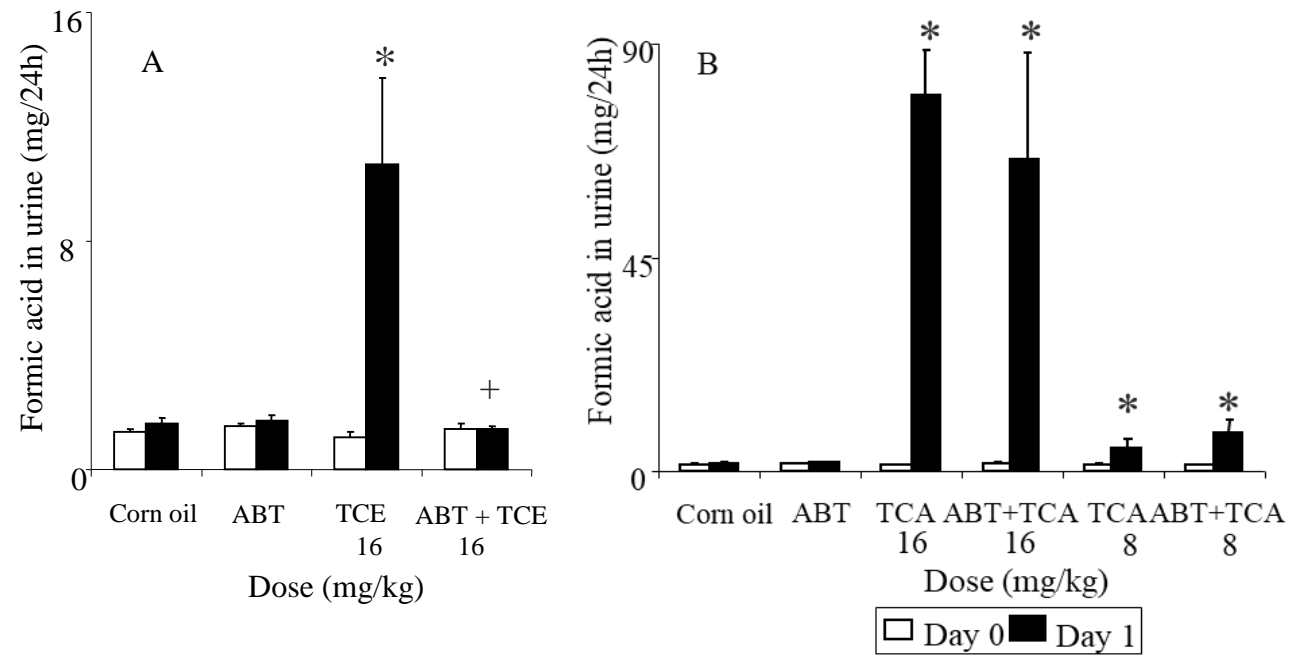 Formic acid in urine (mg/24h)
16
8
0
A
*
+
Corn oil ABT TCE ABT + TCE
16 16
Dose (mg/kg)
Formic acid in urine (mg/24h)
90
45
0
B
* *
* *
Corn oil ABT TCA ABT+TCA TCA ABT+TCA
16 16 8 8
Dose (mg/kg)
Day 0 Day 1